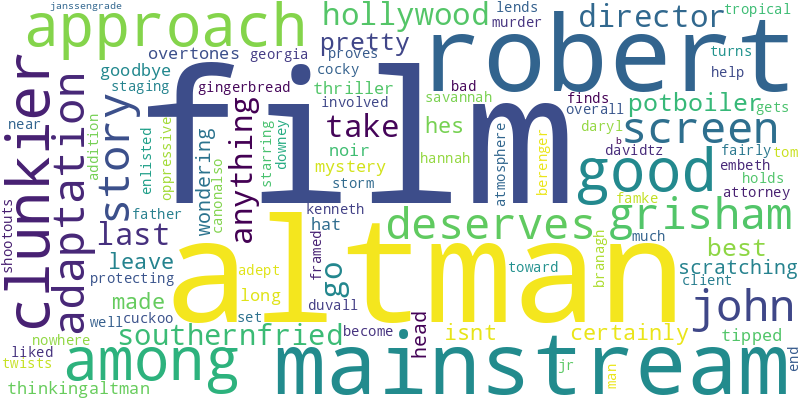 janssengrade
approach
hollywood
lends
murder
director
tropical
robert
pretty
overtones
georgia
proves
cocky
turns
help
goodbye
staging
gingerbread
thriller
involved
bad
savannah
finds
overall
potboiler
gets
clunkier
adaptation
story
film
anything
take
hes
noir
mystery
storm
starring
downey
near
addition
enlisted
oppressive
wondering
canonalso
hannah
atmosphere
berenger
daryl
screen
b
davidtz
fairly
tom
embeth
good
holds
attorney
famke
grisham
father
kenneth
hat
deserves
last
shootouts
leave
protecting
altman
framed
go
adept
long
duvall
toward
branagh
much
best
scratching
client
made
well
cuckoo
set
become
head
john
southernfried
isnt
certainly
tipped
nowhere
liked
twists
among
mainstream
thinkingaltman
jr
man
end